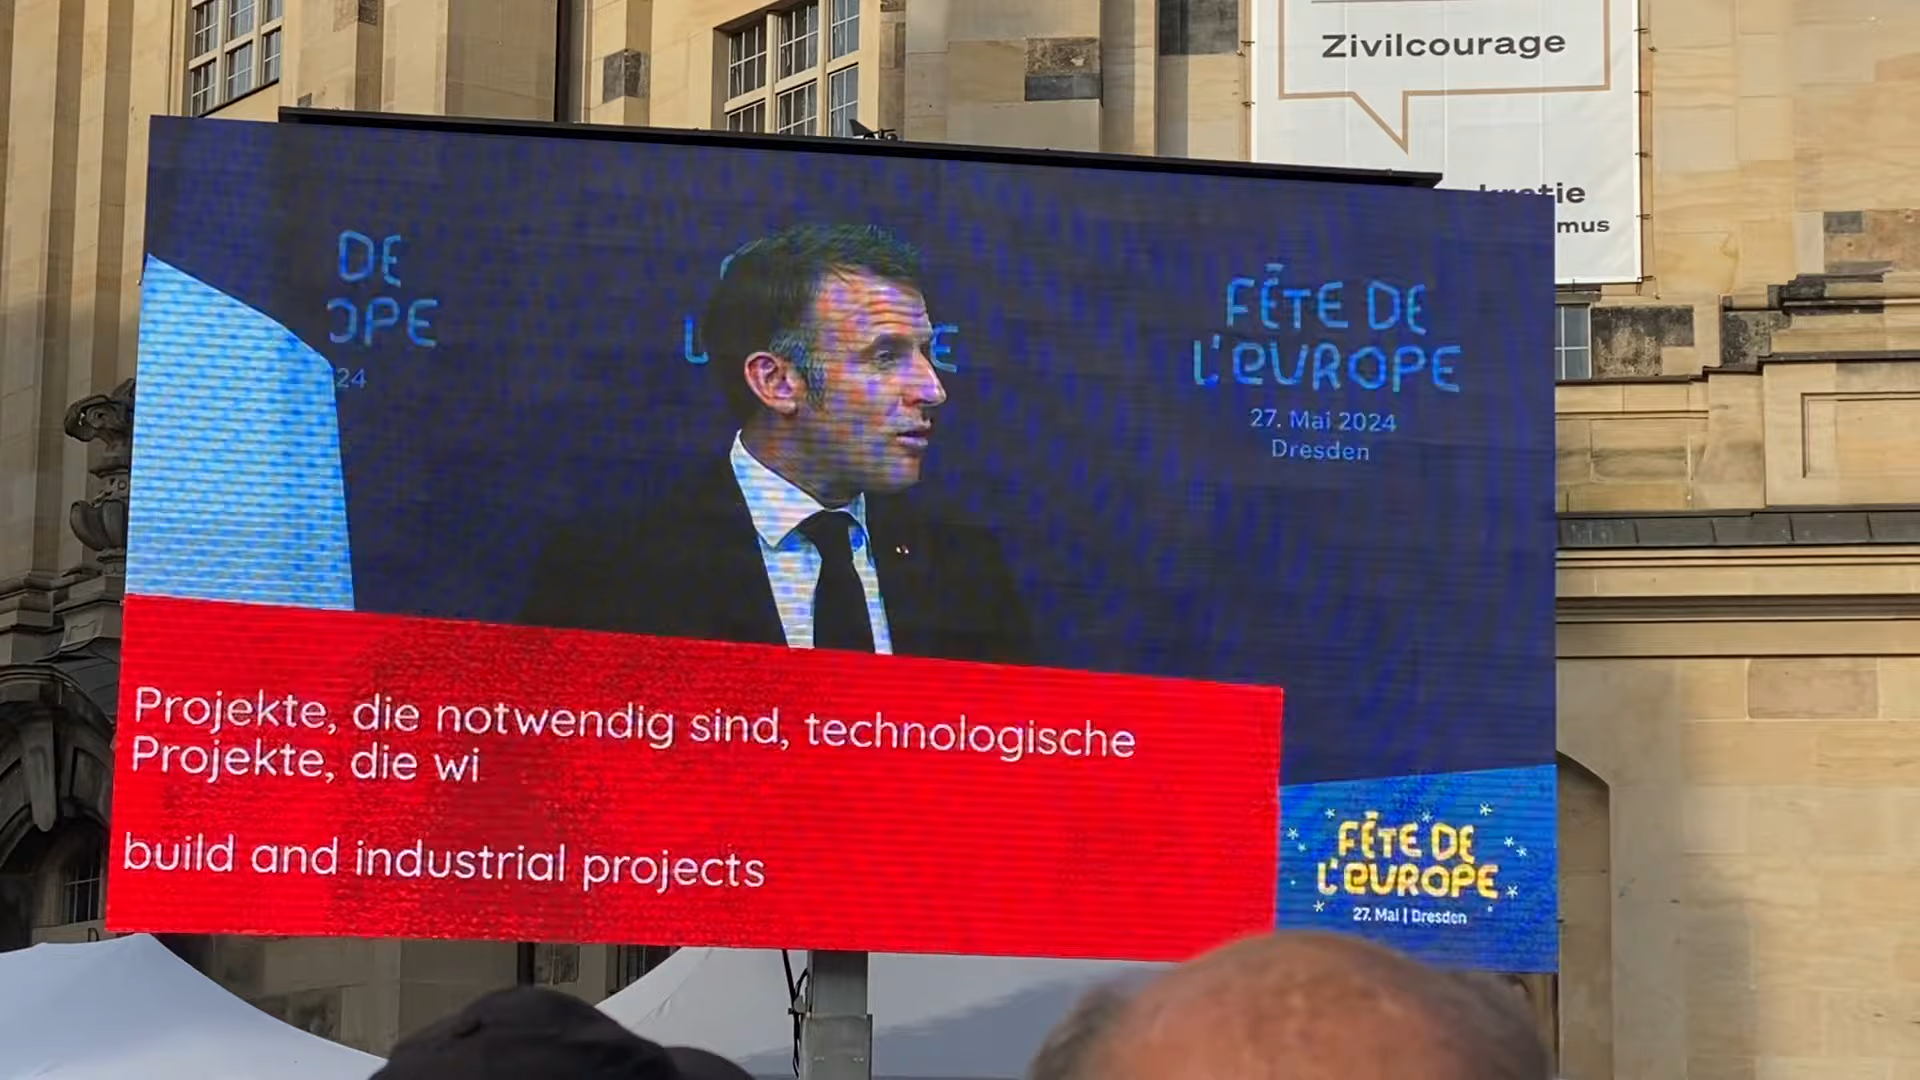 Zivilcourage
DE
OPE
24
L
E
FÊTE DE
L'EUROPE
27. Mai 2024
Dresden
Projekte, die notwendig sind, technologische
Projekte, die wi
build and industrial projects
FÊTE DE
L'EUROPE
27. Mai | Dresden